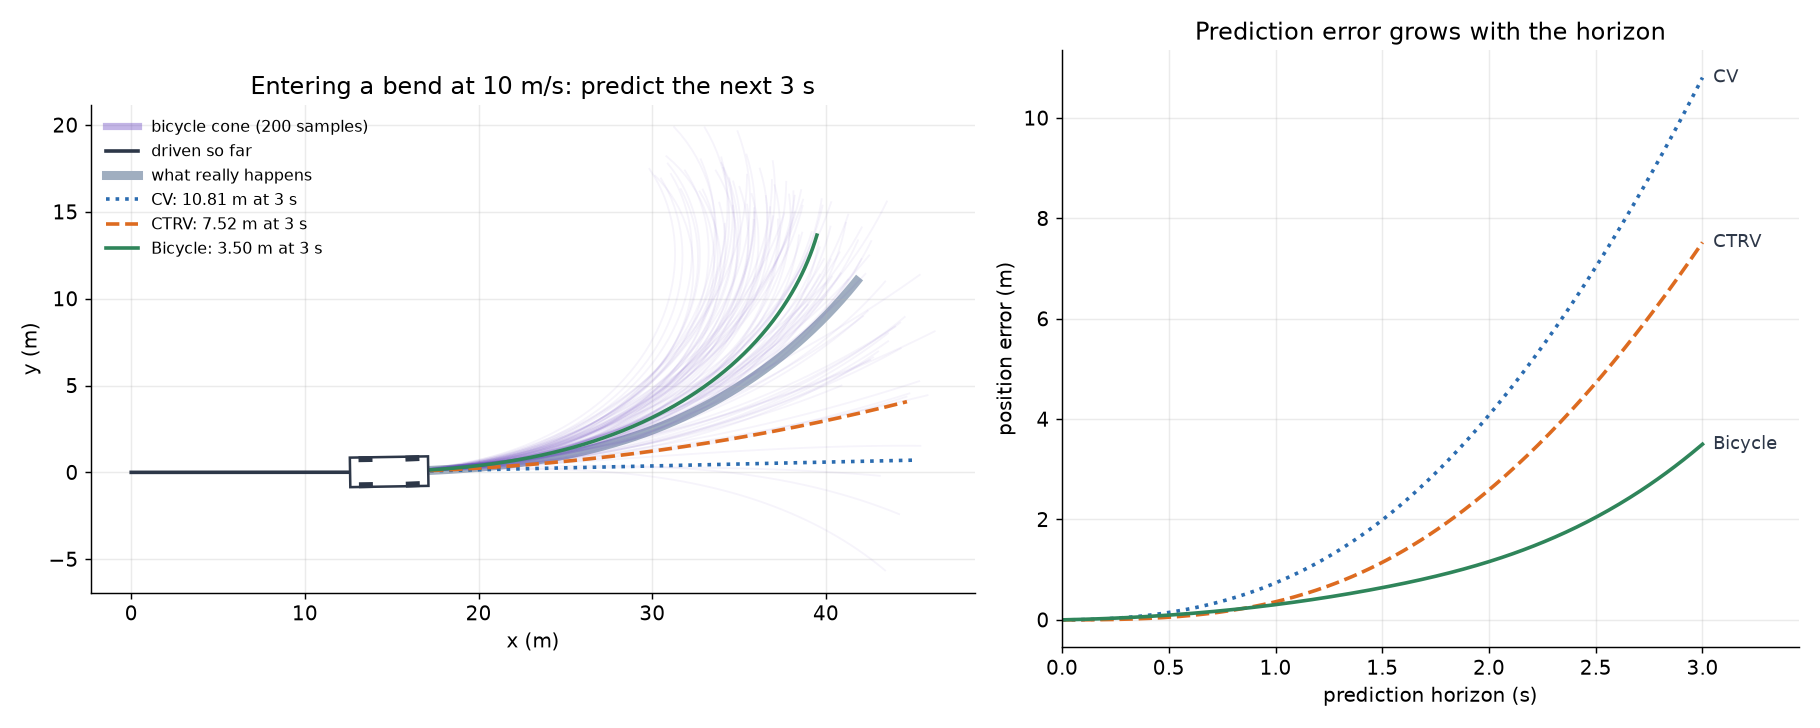 Entering a bend at 10 m/s: predict the next 3 s
bicycle cone (200 samples)
driven so far
what really happens
CV: 10.81 m at 3 s
CTRV: 7.52 m at 3 s
Bicycle: 3.50 m at 3 s
20
15
10
5
0
−5
y (m)
0
10
20
30
40
x (m)
Prediction error grows with the horizon
CV
CTRV
Bicycle
10
8
6
4
2
0
position error (m)
0.0
0.5
1.0
1.5
2.0
2.5
3.0
prediction horizon (s)